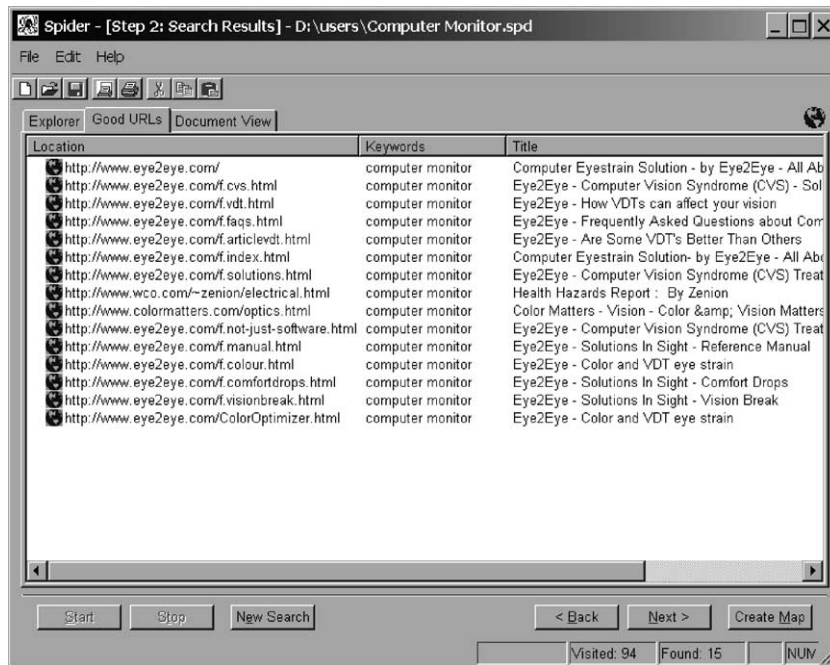 Spider - [Step 2: Search Results] - D:\users\Computer Monitor.spd
File Edit Help
Explorer Good URLs Document View
Location Keywords Title
http://www.eye2eye.com/ computer monitor Computer Eyestrain Solution - by Eye2Eye - All Ab
http://www.eye2eye.com/f.cvs.html computer monitor Eye2Eye - Computer Vision Syndrome (CVS) - Sol
http://www.eye2eye.com/f.vdt.html computer monitor Eye2Eye - How VDTs can affect your vision
http://www.eye2eye.com/f.faqs.html computer monitor Eye2Eye - Frequently Asked Questions about Com
http://www.eye2eye.com/f.articlevdt.html computer monitor Eye2Eye - Are Some VDT's Better Than Others
http://www.eye2eye.com/f.index.html computer monitor Computer Eyestrain Solution- by Eye2Eye - All Abo
http://www.eye2eye.com/f.solutions.html computer monitor Eye2Eye - Computer Vision Syndrome (CVS) Treat
http://www.wco.com/~zenion/electrical.html computer monitor Health Hazards Report : By Zenion
http://www.colormatters.com/optics.html computer monitor Color Matters - Vision - Color &amp; Vision Matters
http://www.eye2eye.com/f.not-just-software.html computer monitor Eye2Eye - Computer Vision Syndrome (CVS) Treat
http://www.eye2eye.com/f.manual.html computer monitor Eye2Eye - Solutions In Sight - Reference Manual
http://www.eye2eye.com/f.colour.html computer monitor Eye2Eye - Color and VDT eye strain
http://www.eye2eye.com/f.comfortdrops.html computer monitor Eye2Eye - Solutions In Sight - Comfort Drops
http://www.eye2eye.com/f.visionbreak.html computer monitor Eye2Eye - Solutions In Sight - Vision Break
http://www.eye2eye.com/ColorOptimizer.html computer monitor Eye2Eye - Color and VDT eye strain
Start Stop New Search < Back Next > Create Map
Visited: 94 Found: 15 NUM